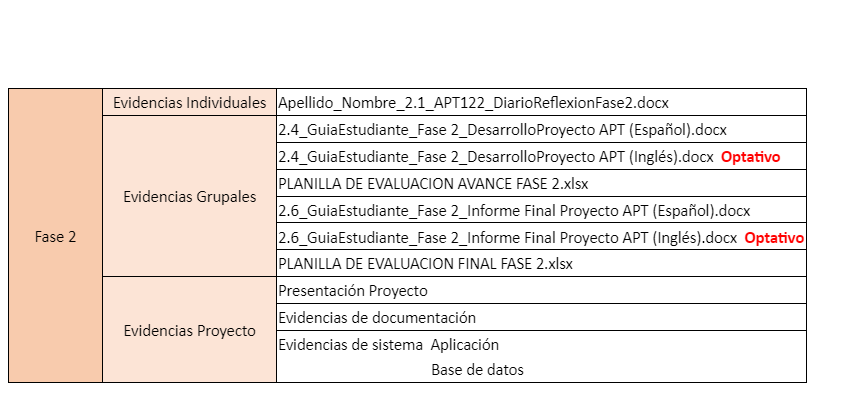 Fase 2
Evidencias Individuales
Apellido_Nombre_2.1_APT122_DiarioReflexionFase2.docx
Evidencias Grupales
2.4_GuiaEstudiante_Fase 2_DesarrolloProyecto APT (Español).docx
2.4_GuiaEstudiante_Fase 2_DesarrolloProyecto APT (Inglés).docx Optativo
PLANILLA DE EVALUACION AVANCE FASE 2.xlsx
2.6_GuiaEstudiante_Fase 2_Informe Final Proyecto APT (Español).docx
2.6_GuiaEstudiante_Fase 2_Informe Final Proyecto APT (Inglés).docx Optativo
PLANILLA DE EVALUACION FINAL FASE 2.xlsx
Evidencias Proyecto
Presentación Proyecto
Evidencias de documentación
Evidencias de sistema Aplicación
Base de datos